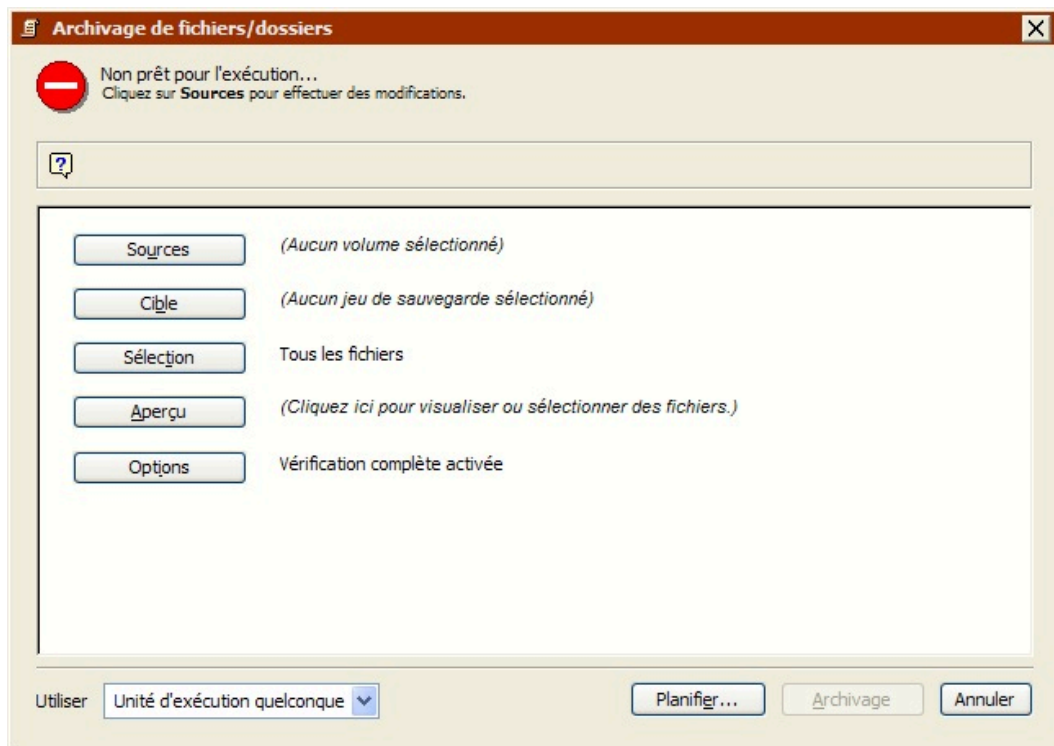 Archivage de fichiers/dossiers
Non prêt pour l'exécution...
Cliquez sur Sources pour effectuer des modifications.
?
Sources (Aucun volume sélectionné)
Cible (Aucun jeu de sauvegarde sélectionné)
Sélection Tous les fichiers
Aperçu (Cliquez ici pour visualiser ou sélectionner des fichiers.)
Options Vérification complète activée
Utiliser Unité d'exécution quelconque Planifier... Archivage Annuler